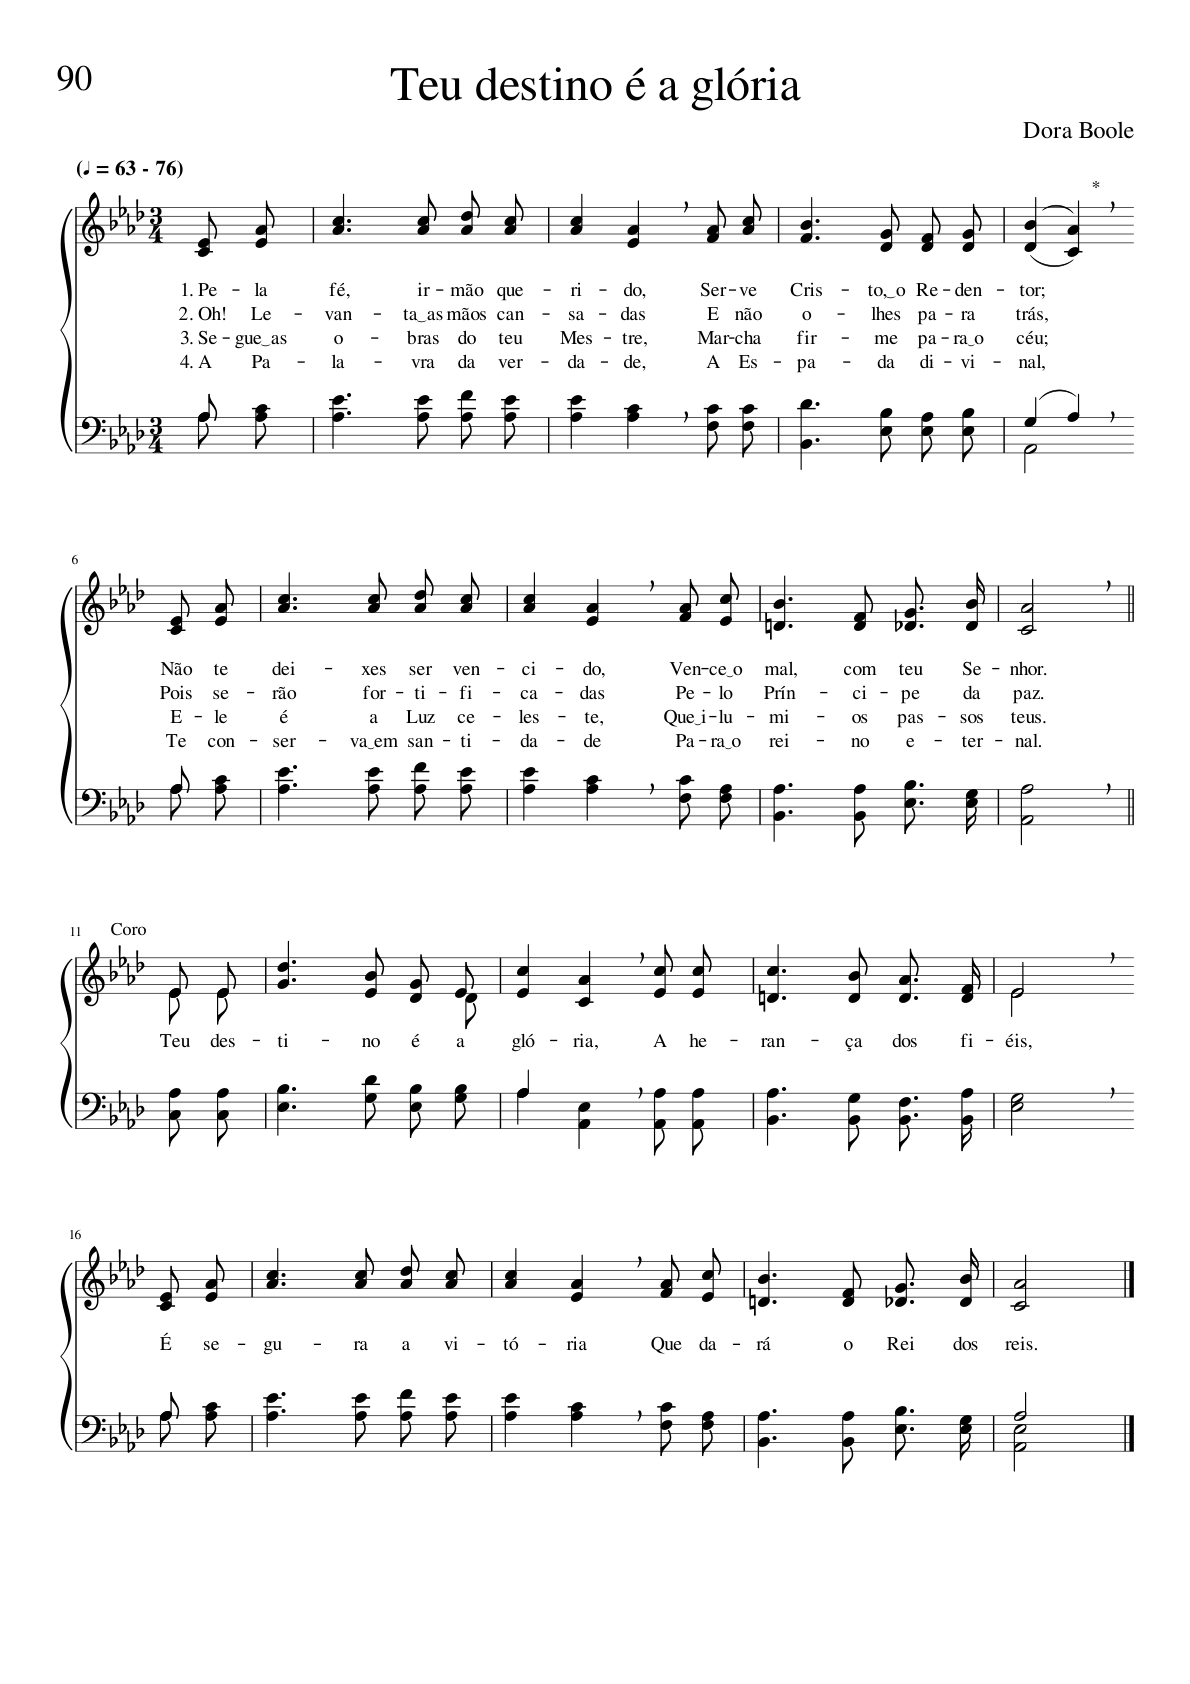 90
Teu destino é a glória
Dora Boole
(♩ = 63 - 76)
*
3
4
1. Pe - la fé, ir - mão que - ri - do, Ser - ve Cris - to,‿o Re - den - tor;
2. Oh! Le - van - ta‿as mãos can - sa - das E não o - lhes pa - ra trás,
3. Se - gue‿as o - bras do teu Mes - tre, Mar - cha fir - me pa - ra‿o céu;
4. A Pa - la - vra da ver - da - de, A Es - pa - da di - vi - nal,
3
4
6
Não te dei - xes ser ven - ci - do, Ven - ce‿o mal, com teu Se - nhor.
Pois se - rão for - ti - fi - ca - das Pe - lo Prín - ci - pe da paz.
E - le é a Luz ce - les - te, Que‿i - lu - mi - os pas - sos teus.
Te con - ser - va‿em san - ti - da - de Pa - ra‿o rei - no e - ter - nal.
11 Coro
Teu des - ti - no é a gló - ria, A he - ran - ça dos fi - éis,
16
É se - gu - ra a vi - tó - ria Que da - rá o Rei dos reis.